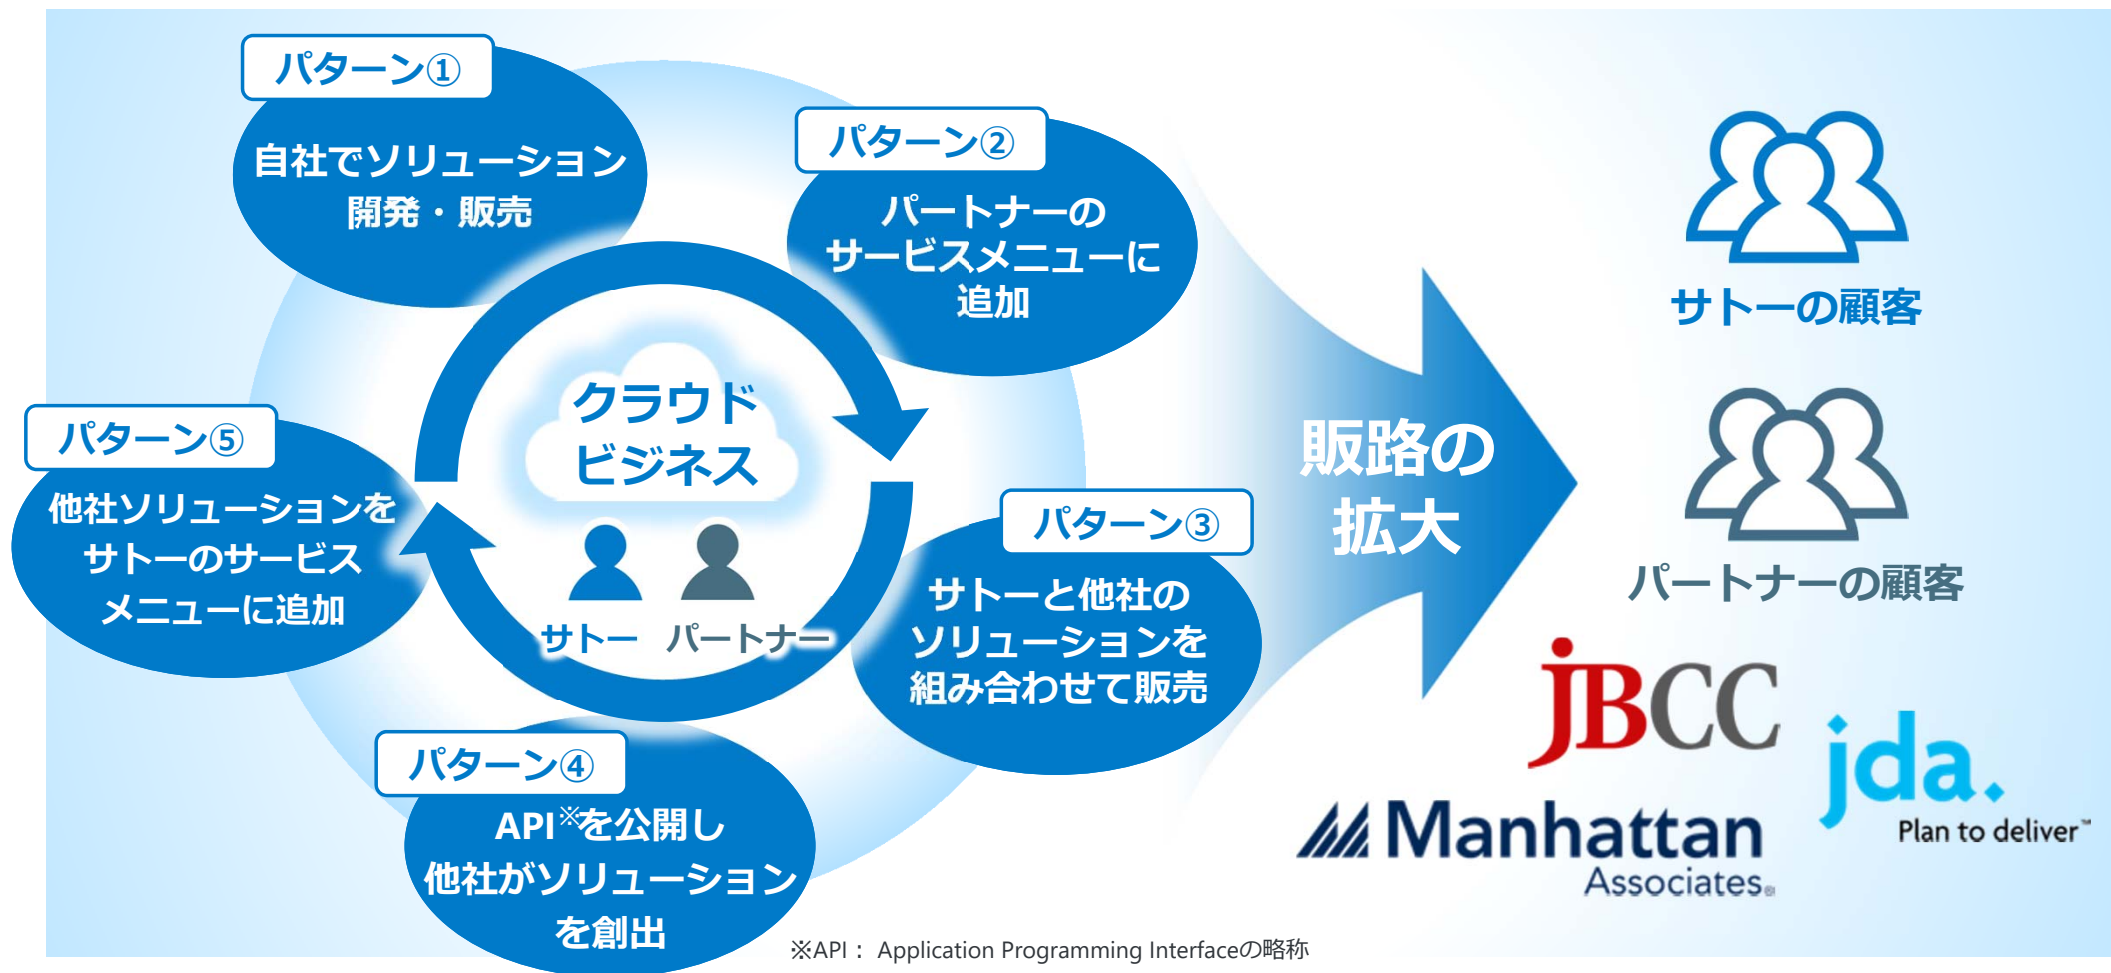 パターン①
自社でソリューション
開発・販売
パターン②
パートナーの
サービスメニューに
追加
パターン③
サトーと他社の
ソリューションを
組み合わせて販売
パターン④
API※を公開し
他社がソリューション
を創出
パターン⑤
他社ソリューションを
サトーのサービス
メニューに追加
クラウド
ビジネス
サトー パートナー
販路の
拡大
サトーの顧客
パートナーの顧客
JBCC
jda.
Plan to deliver™
Manhattan
Associates®
※API： Application Programming Interfaceの略称